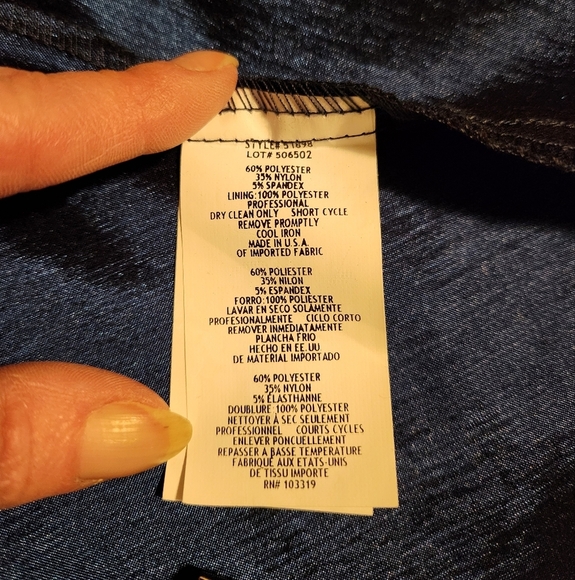 STYLE# 51898
LOT# 506502
60% POLYESTER
35% NYLON
5% SPANDEX
LINING:100% POLYESTER
PROFESSIONAL
DRY CLEAN ONLY SHORT CYCLE
REMOVE PROMPTLY
COOL IRON
MADE IN U.S.A.
OF IMPORTED FABRIC
60% POLIESTER
35% NILON
5% ESPANDEX
FORRO:100% POLIESTER
LAVAR EN SECO SOLAMENTE
PROFESIONALMENTE CICLO CORTO
REMOVER INMEDIATAMENTE
PLANCHA FRIO
HECHO EN EE.UU
DE MATERIAL IMPORTADO
60% POLYESTER
35% NYLON
5% ELASTHANNE
DOUBLURE 100% POLYESTER
NETTOYER À SEC SEULEMENT
PROFESSIONNEL COURTS CYCLES
ENLEVER PONCUELLEMENT
REPASSER A BASSE TEMPERATURE
FABRIQUÉ AUX ETATS-UNIS
DE TISSU IMPORTE
RN# 103319